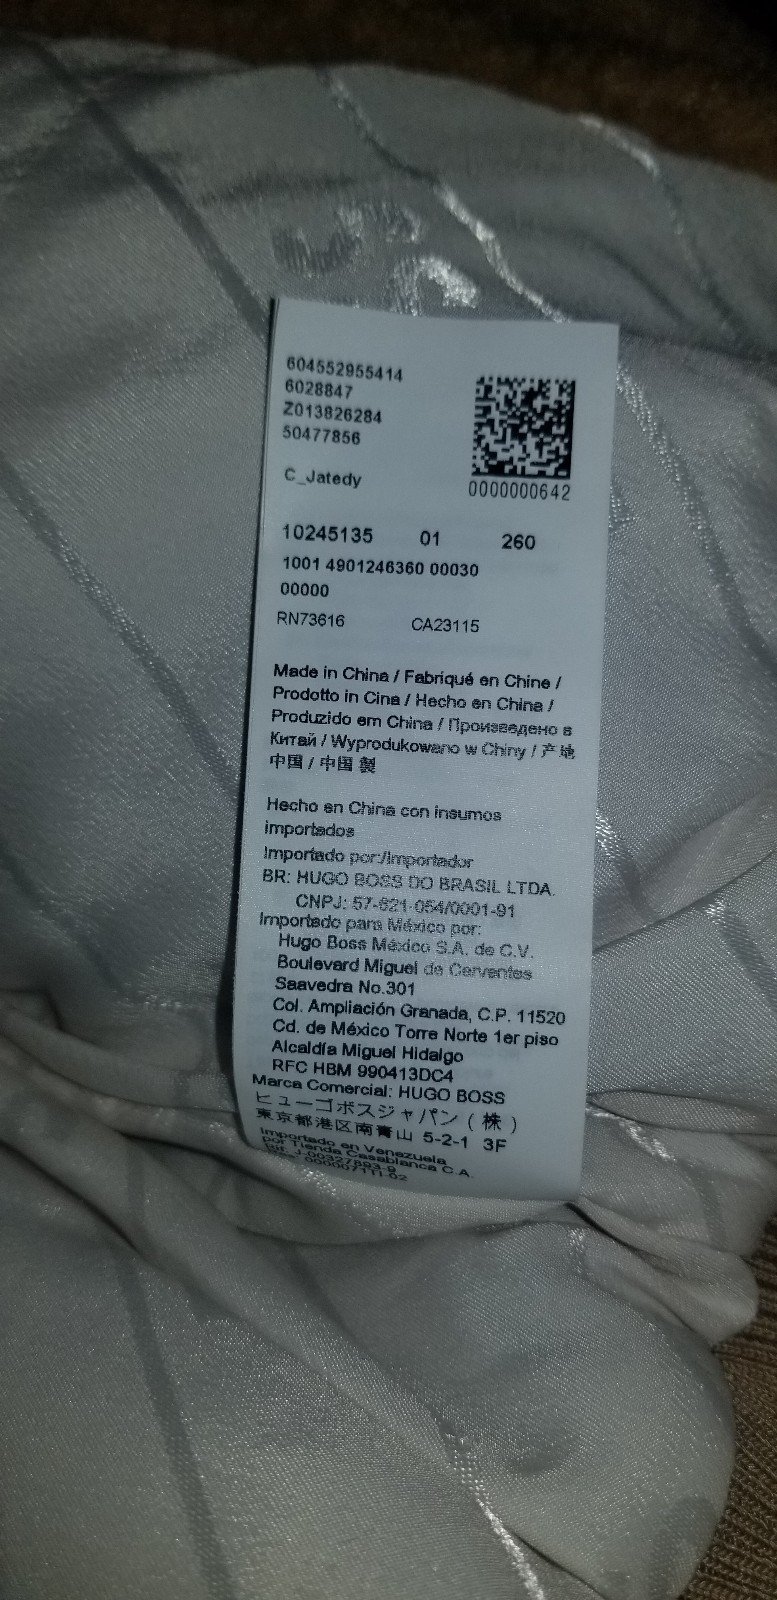 604552955414
6028847
Z013826284
50477856
C_Jatedy
0000000642
10245135 01 260
1001 4901246360 00030
00000
RN73616 CA23115
Made in China / Fabriqué en Chine /
Prodotto in Cina / Hecho en China /
Produzido em China / Произведено в
Китай / Wyprodukowano w Chiny / 产地
中国 / 中国 製
Hecho en China con insumos
importados
Importado por:/Importador
BR: HUGO BOSS DO BRASIL LTDA.
CNPJ: 57-821-054/0001-91
Importado para México por:
Hugo Boss México S.A. de C.V.
Boulevard Miguel de Cerventes
Saavedra No.301
Col. Ampliación Granada, C.P. 11520
Cd. de México Torre Norte 1er piso
Alcaldía Miguel Hidalgo
RFC HBM 990413DC4
Marca Comercial: HUGO BOSS
ヒューゴボスジャパン ( 株 )
東京都港区南青山 5-2-1 3F
Importado en Venezuela
por Tienda Casablanca C.A.